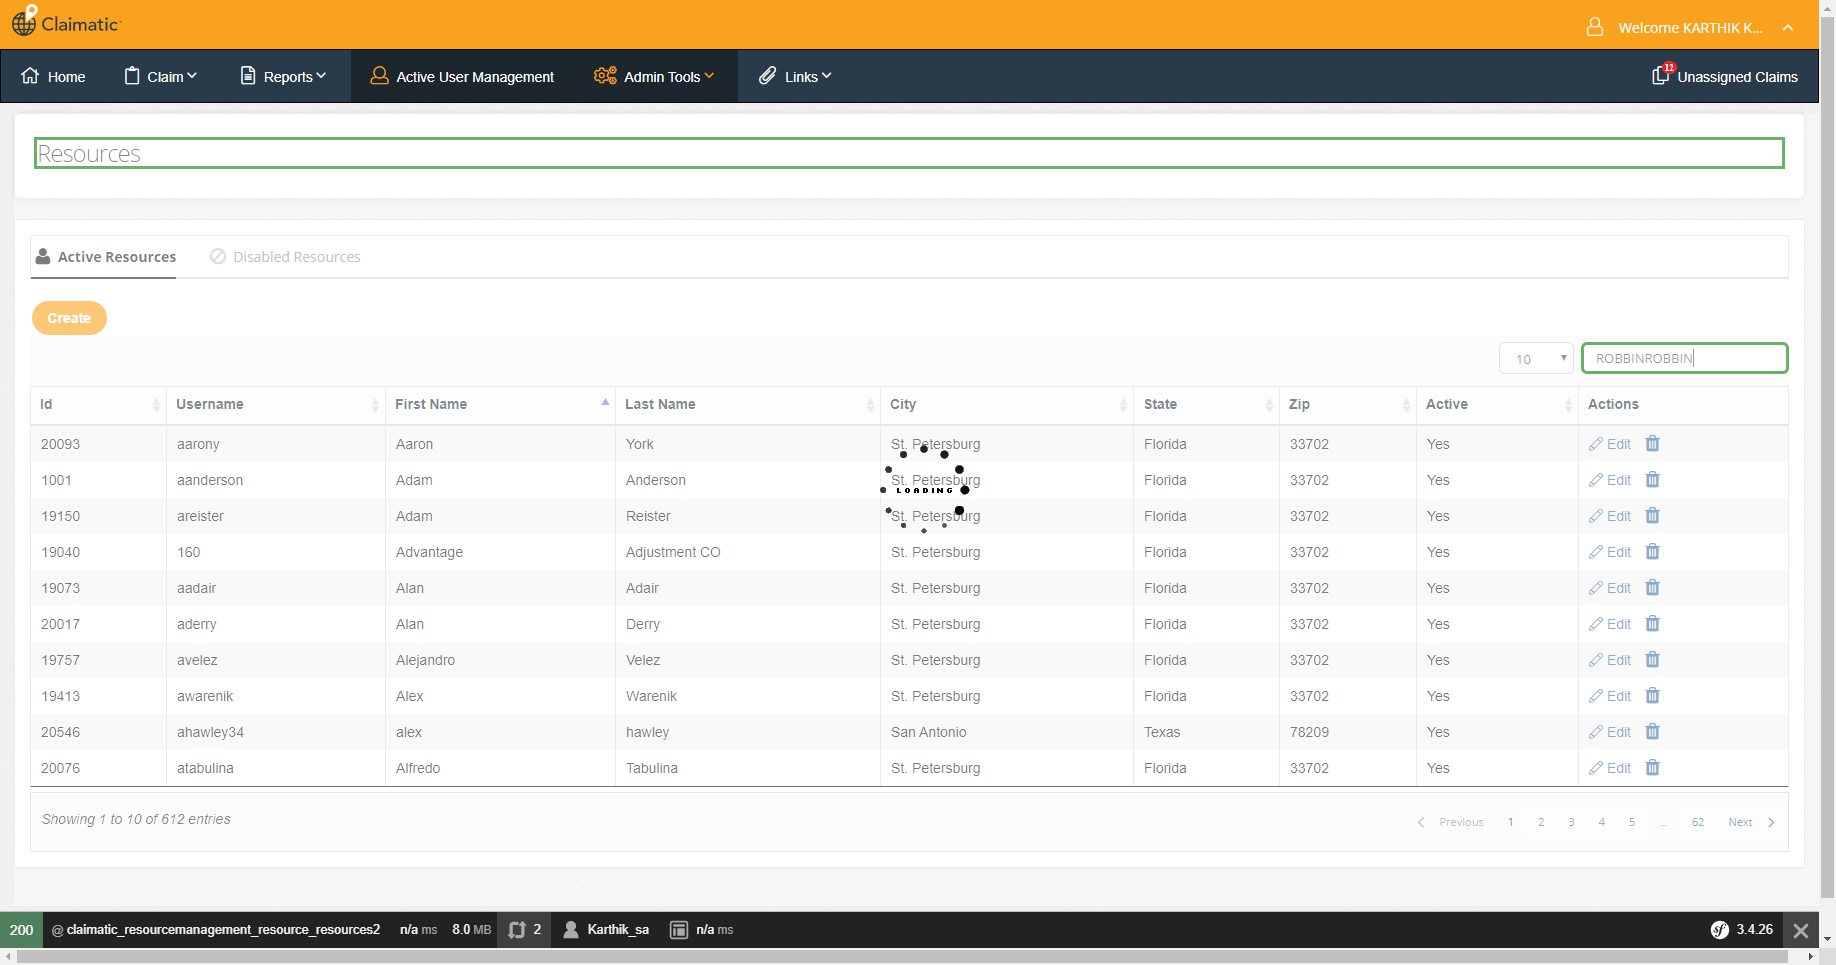 Claimatic
Welcome KARTHIK K...
Home Claim Reports Active User Management Admin Tools Links 12 Unassigned Claims
Resources
Active Resources Disabled Resources
Create
10 ROBBINROBBIN
Id Username First Name Last Name City State Zip Active Actions
20093 aarony Aaron York St. Petersburg Florida 33702 Yes Edit
1001 aanderson Adam Anderson St. Petersburg Florida 33702 Yes Edit
LOADING
19150 areister Adam Reister St. Petersburg Florida 33702 Yes Edit
19040 160 Advantage Adjustment CO St. Petersburg Florida 33702 Yes Edit
19073 aadair Alan Adair St. Petersburg Florida 33702 Yes Edit
20017 aderry Alan Derry St. Petersburg Florida 33702 Yes Edit
19757 avelez Alejandro Velez St. Petersburg Florida 33702 Yes Edit
19413 awarenik Alex Warenik St. Petersburg Florida 33702 Yes Edit
20546 ahawley34 alex hawley San Antonio Texas 78209 Yes Edit
20076 atabulina Alfredo Tabulina St. Petersburg Florida 33702 Yes Edit
Showing 1 to 10 of 612 entries
Previous 1 2 3 4 5 ... 62 Next
200 @ claimatic_resourcemanagement_resource_resources2 n/a ms 8.0 MB 2 Karthik_sa n/a ms sf 3.4.26